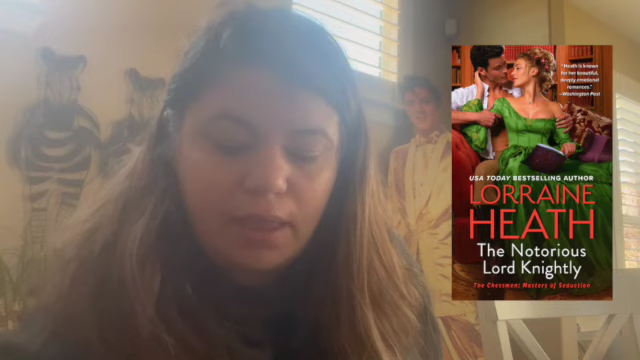 "Heath is known
for her beautiful,
deeply emotional
romances."
—Washington Post
USA TODAY BESTSELLING AUTHOR
LORRAINE
HEATH
The Notorious
Lord Knightly
The Chessmen: Masters of Seduction